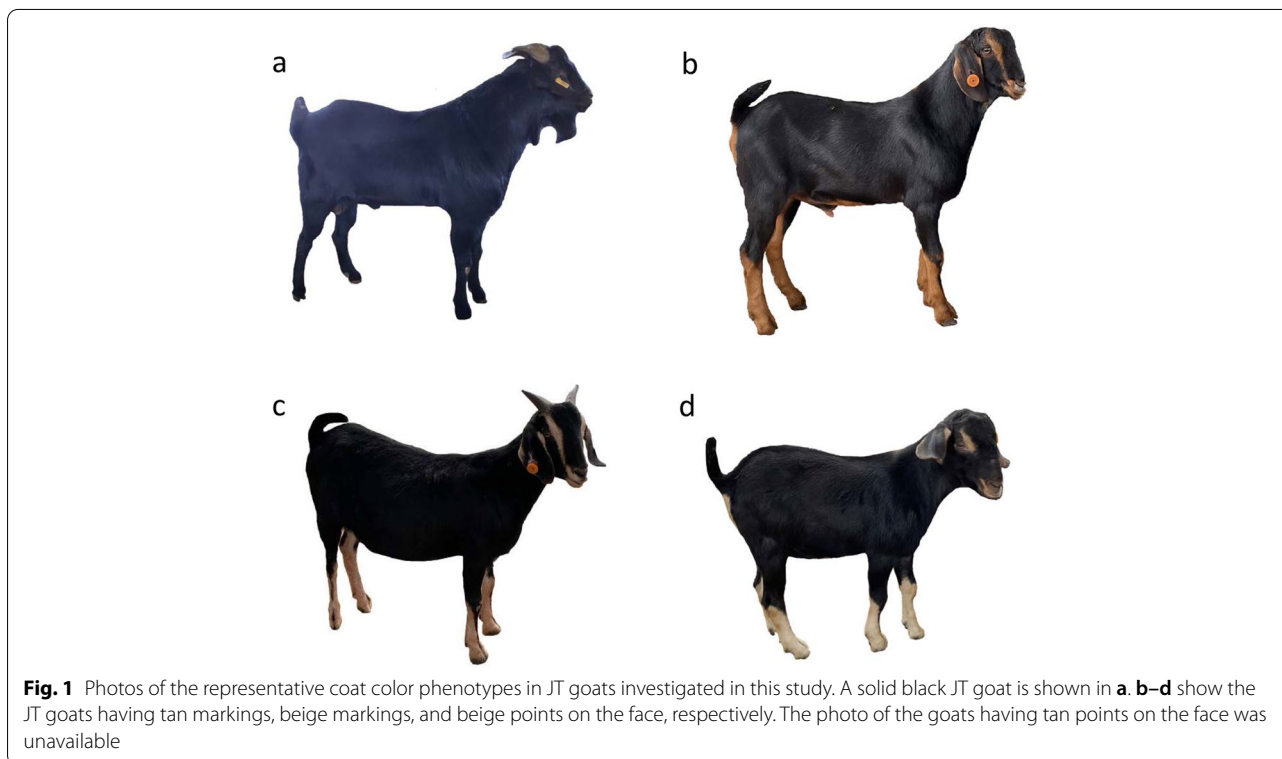 a
b
c
d
Fig. 1 Photos of the representative coat color phenotypes in JT goats investigated in this study. A solid black JT goat is shown in a. b–d show the
JT goats having tan markings, beige markings, and beige points on the face, respectively. The photo of the goats having tan points on the face was
unavailable